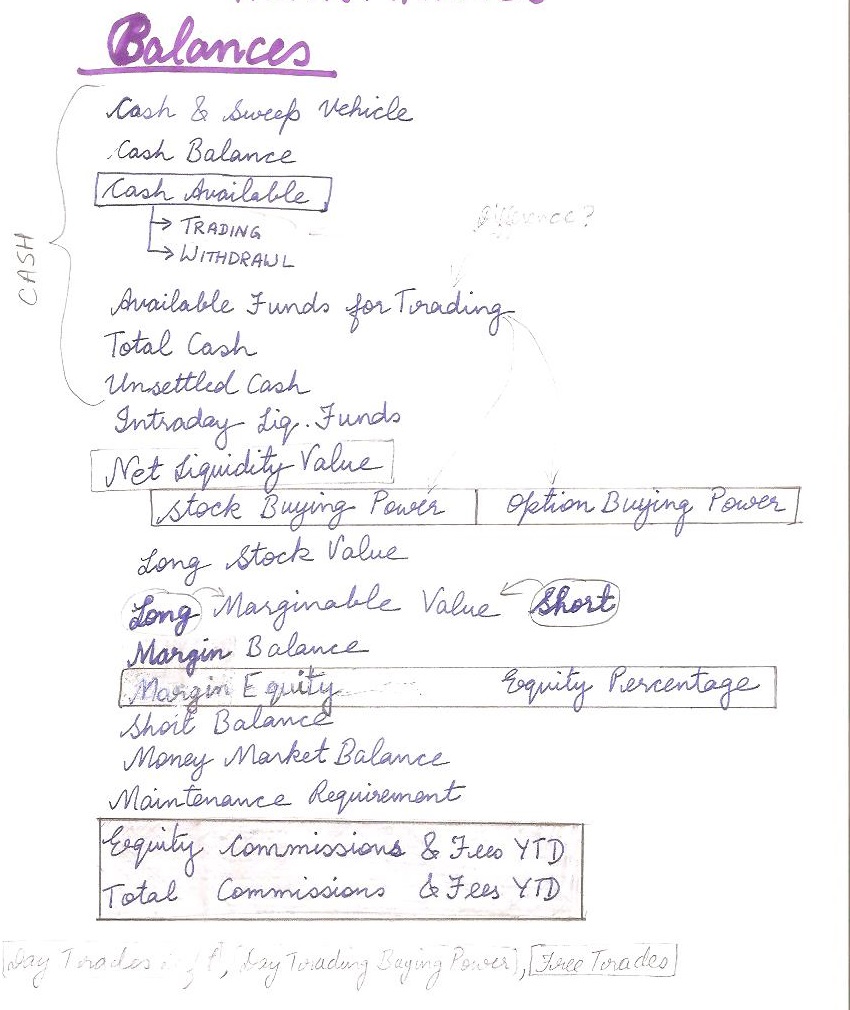 Balances
Cash & Sweep Vehicle
Cash Balance
Cash Available
→ TRADING
Difference?
→ WITHDRAWL
CASH
Available Funds for Trading
Total Cash
Unsettled Cash
Intraday Liq. Funds
Net Liquidity Value
Stock Buying Power | Option Buying Power
Long Stock Value
Long Marginable Value Short
Margin Balance
Margin Equity Equity Percentage
Short Balance
Money Market Balance
Maintenance Requirement
Equity Commissions & Fees YTD
Total Commissions & Fees YTD
Day Trades, Day Trading Buying Power, Free Trades